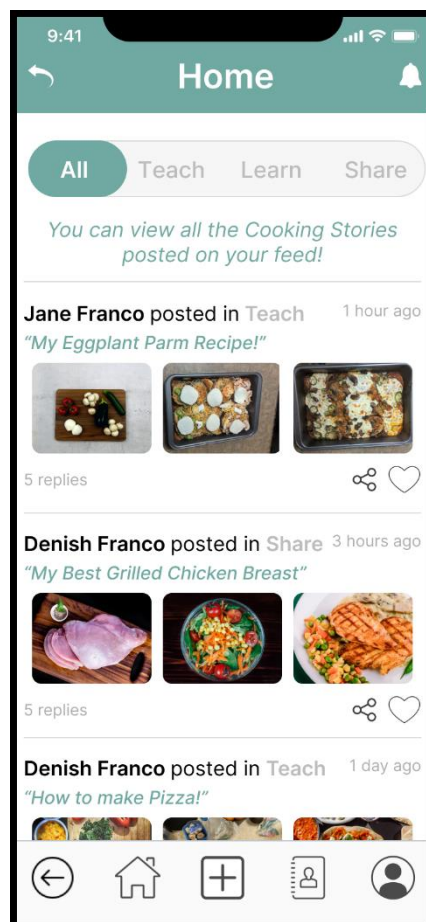 9:41
Home
All Teach Learn Share
You can view all the Cooking Stories
posted on your feed!
Jane Franco posted in Teach 1 hour ago
“My Eggplant Parm Recipe!”
5 replies
Denish Franco posted in Share 3 hours ago
“My Best Grilled Chicken Breast”
5 replies
Denish Franco posted in Teach 1 day ago
“How to make Pizza!”